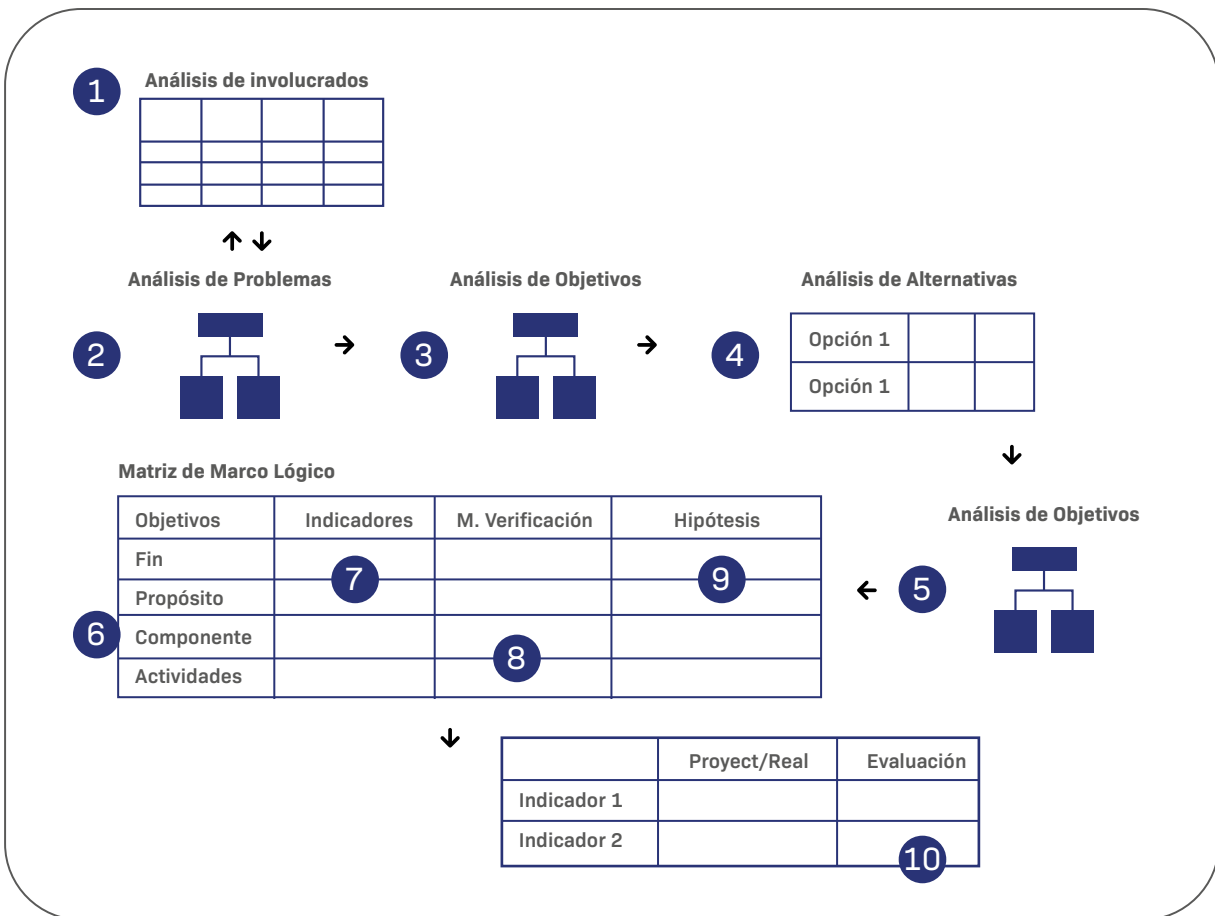 1
Análisis de involucrados
Análisis de Problemas
Análisis de Objetivos
Análisis de Alternativas
2
3
4
Opción 1
Opción 1
Matriz de Marco Lógico
Objetivos Indicadores M. Verificación Hipótesis
Fin
Propósito
Componente
Actividades
6
7
8
9
Análisis de Objetivos
5
Proyect/Real Evaluación
Indicador 1
Indicador 2
10